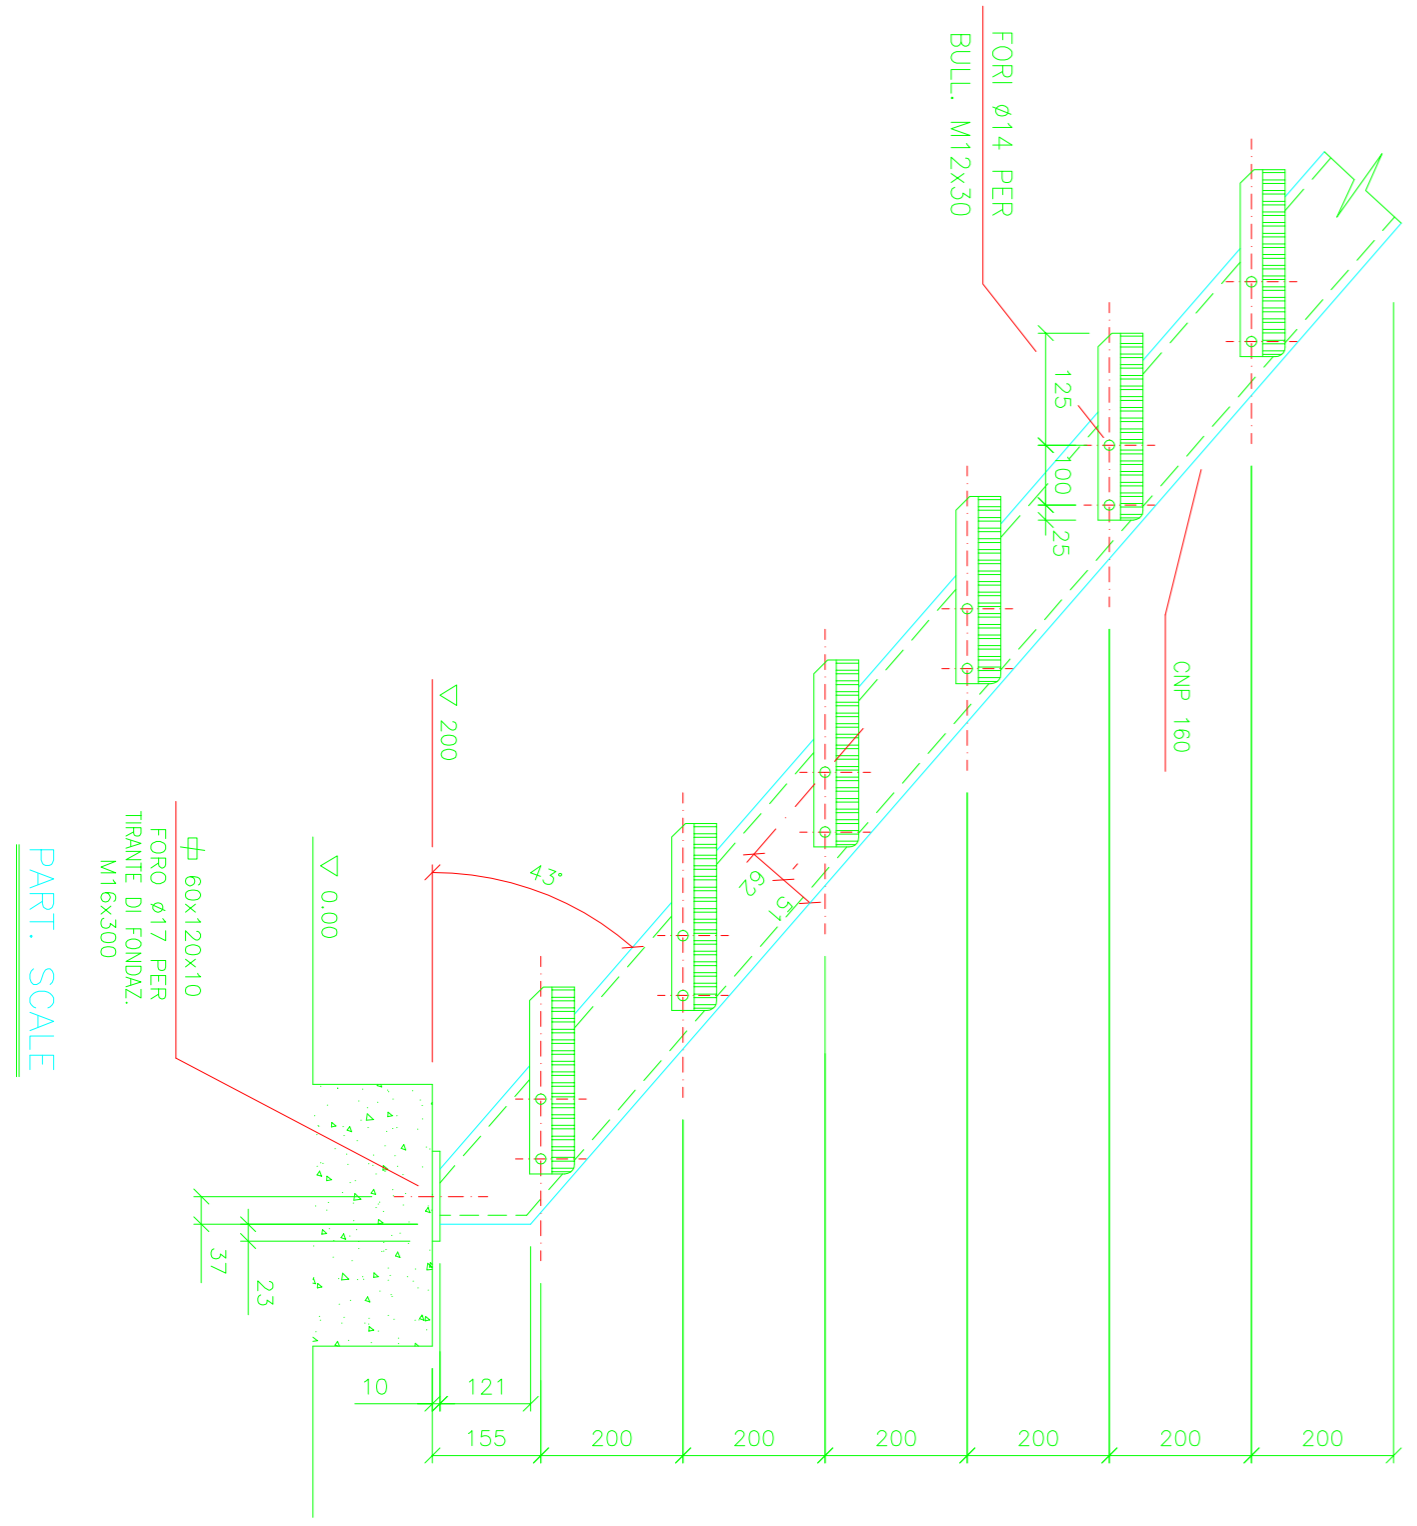 FORI ø14 PER
BULL. M12x30
125
100
25
CNP 160
▽ 200
▽ 0.00
43°
62
51
60x120x10
FORO ø17 PER
TIRANTE DI FONDAZ.
M16x300
PART. SCALE
37
23
10
121
155
200
200
200
200
200
200